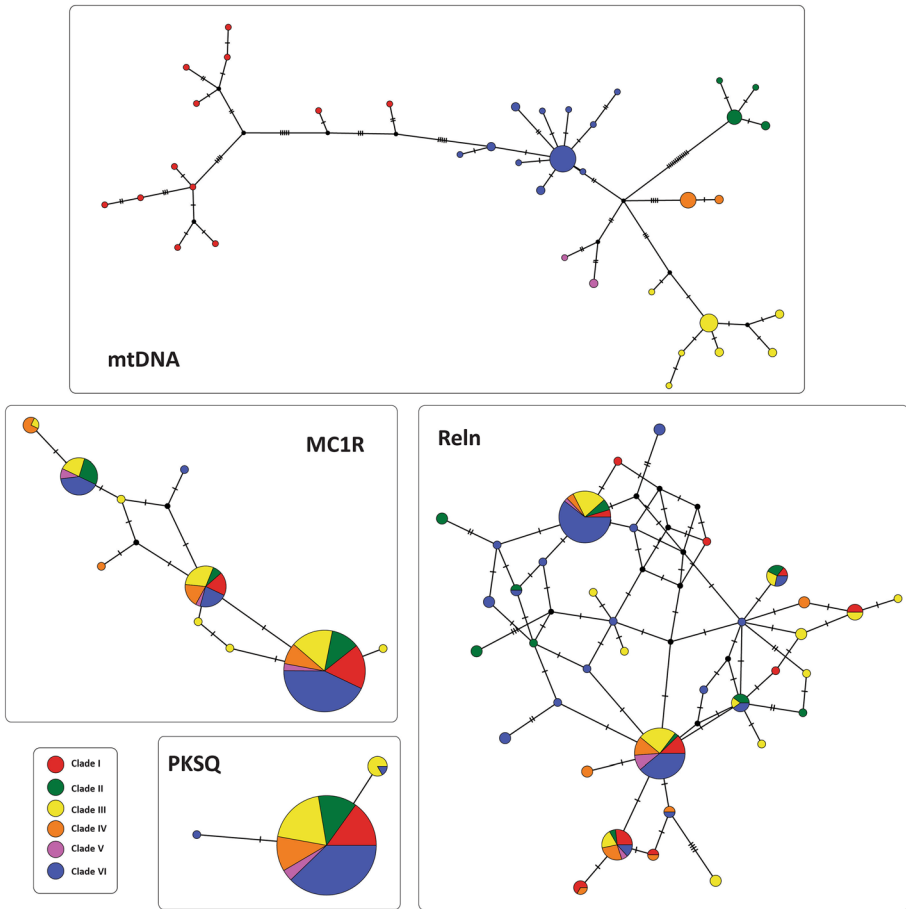 mtDNA
MC1R
Reln
PKSQ
Clade I
Clade II
Clade III
Clade IV
Clade V
Clade VI